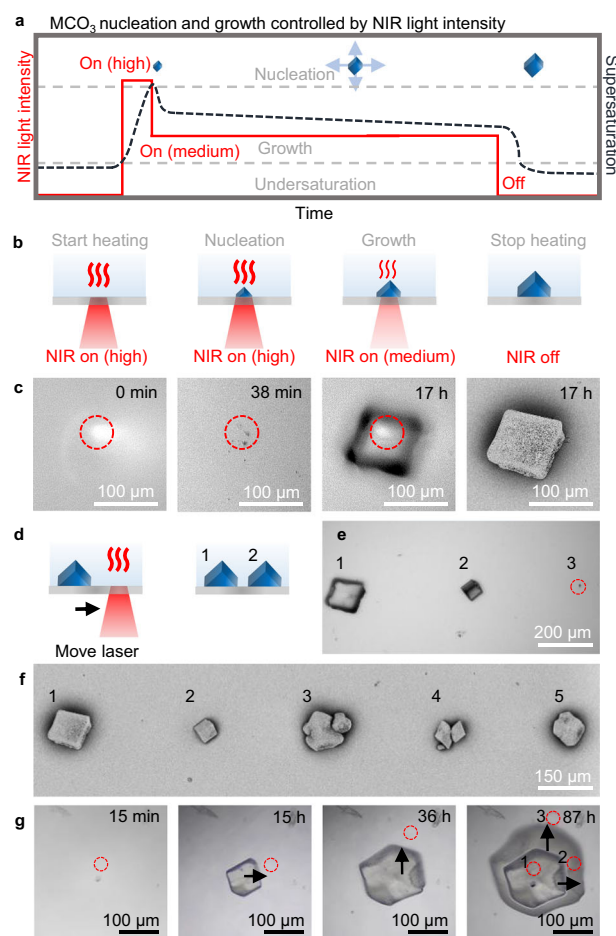 a MCO₃ nucleation and growth controlled by NIR light intensity
NIR light intensity
On (high)
Nucleation
On (medium)
Growth
Undersaturation
Off
Supersaturation
Time
b Start heating Nucleation Growth Stop heating
NIR on (high) NIR on (high) NIR on (medium) NIR off
c 0 min 38 min 17 h 17 h
100 µm 100 µm 100 µm 100 µm
d 1 2
Move laser
e 1 2 3
200 µm
f 1 2 3 4 5
150 µm
g 15 min 15 h 36 h 3 87 h
1 2
100 µm 100 µm 100 µm 100 µm